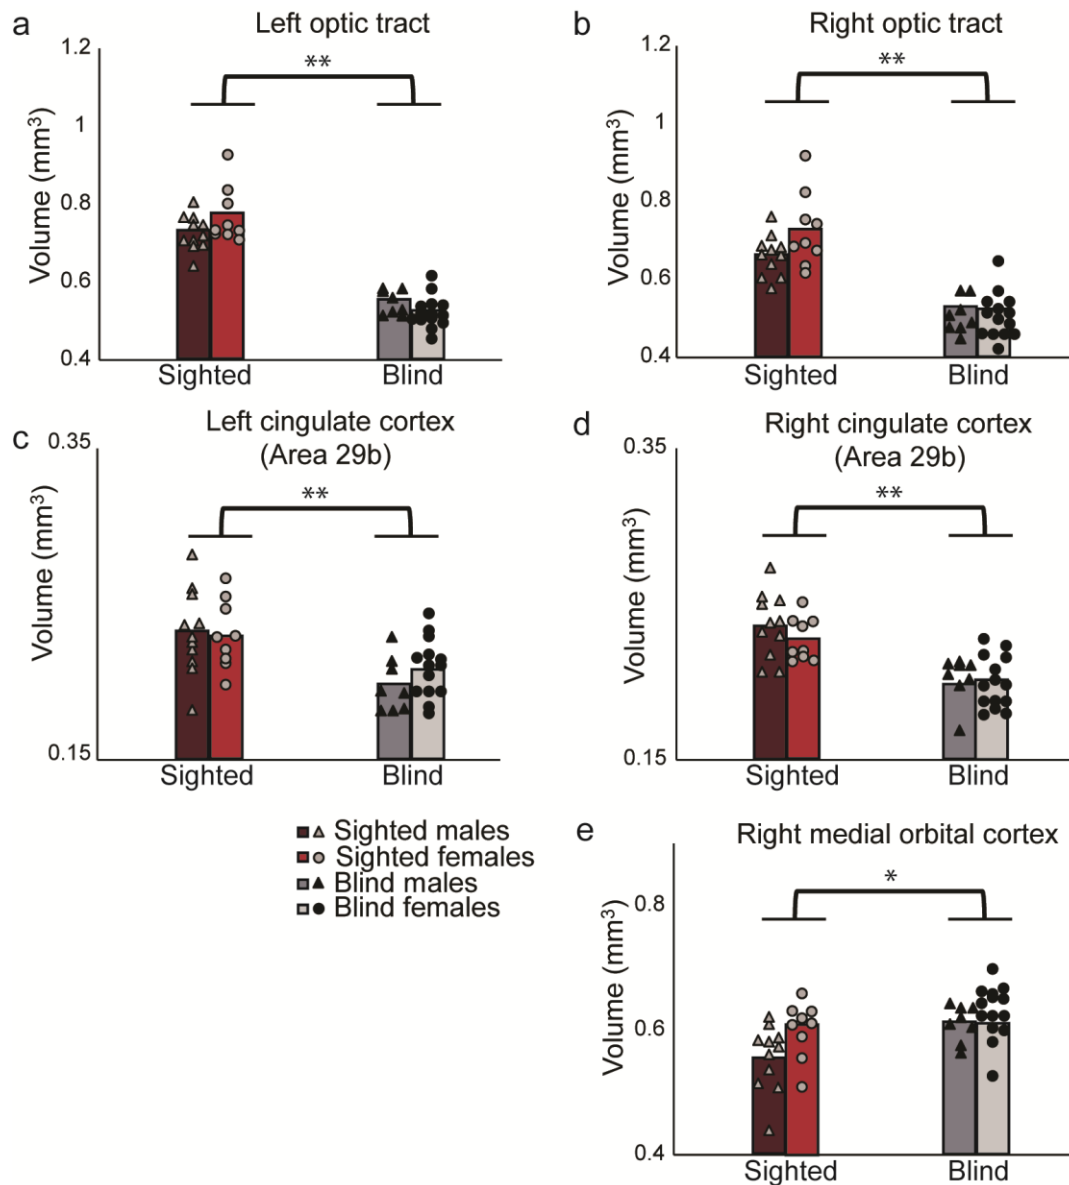 a
Left optic tract
1.2
1
0.8
0.6
0.4
Volume (mm³)
**
Sighted
Blind
b
Right optic tract
1.2
1
0.8
0.6
0.4
Volume (mm³)
**
Sighted
Blind
c
Left cingulate cortex
(Area 29b)
0.35
0.15
Volume (mm³)
**
Sighted
Blind
d
Right cingulate cortex
(Area 29b)
0.35
0.15
Volume (mm³)
**
Sighted
Blind
Sighted males
Sighted females
Blind males
Blind females
e
Right medial orbital cortex
0.8
0.6
0.4
Volume (mm³)
*
Sighted
Blind